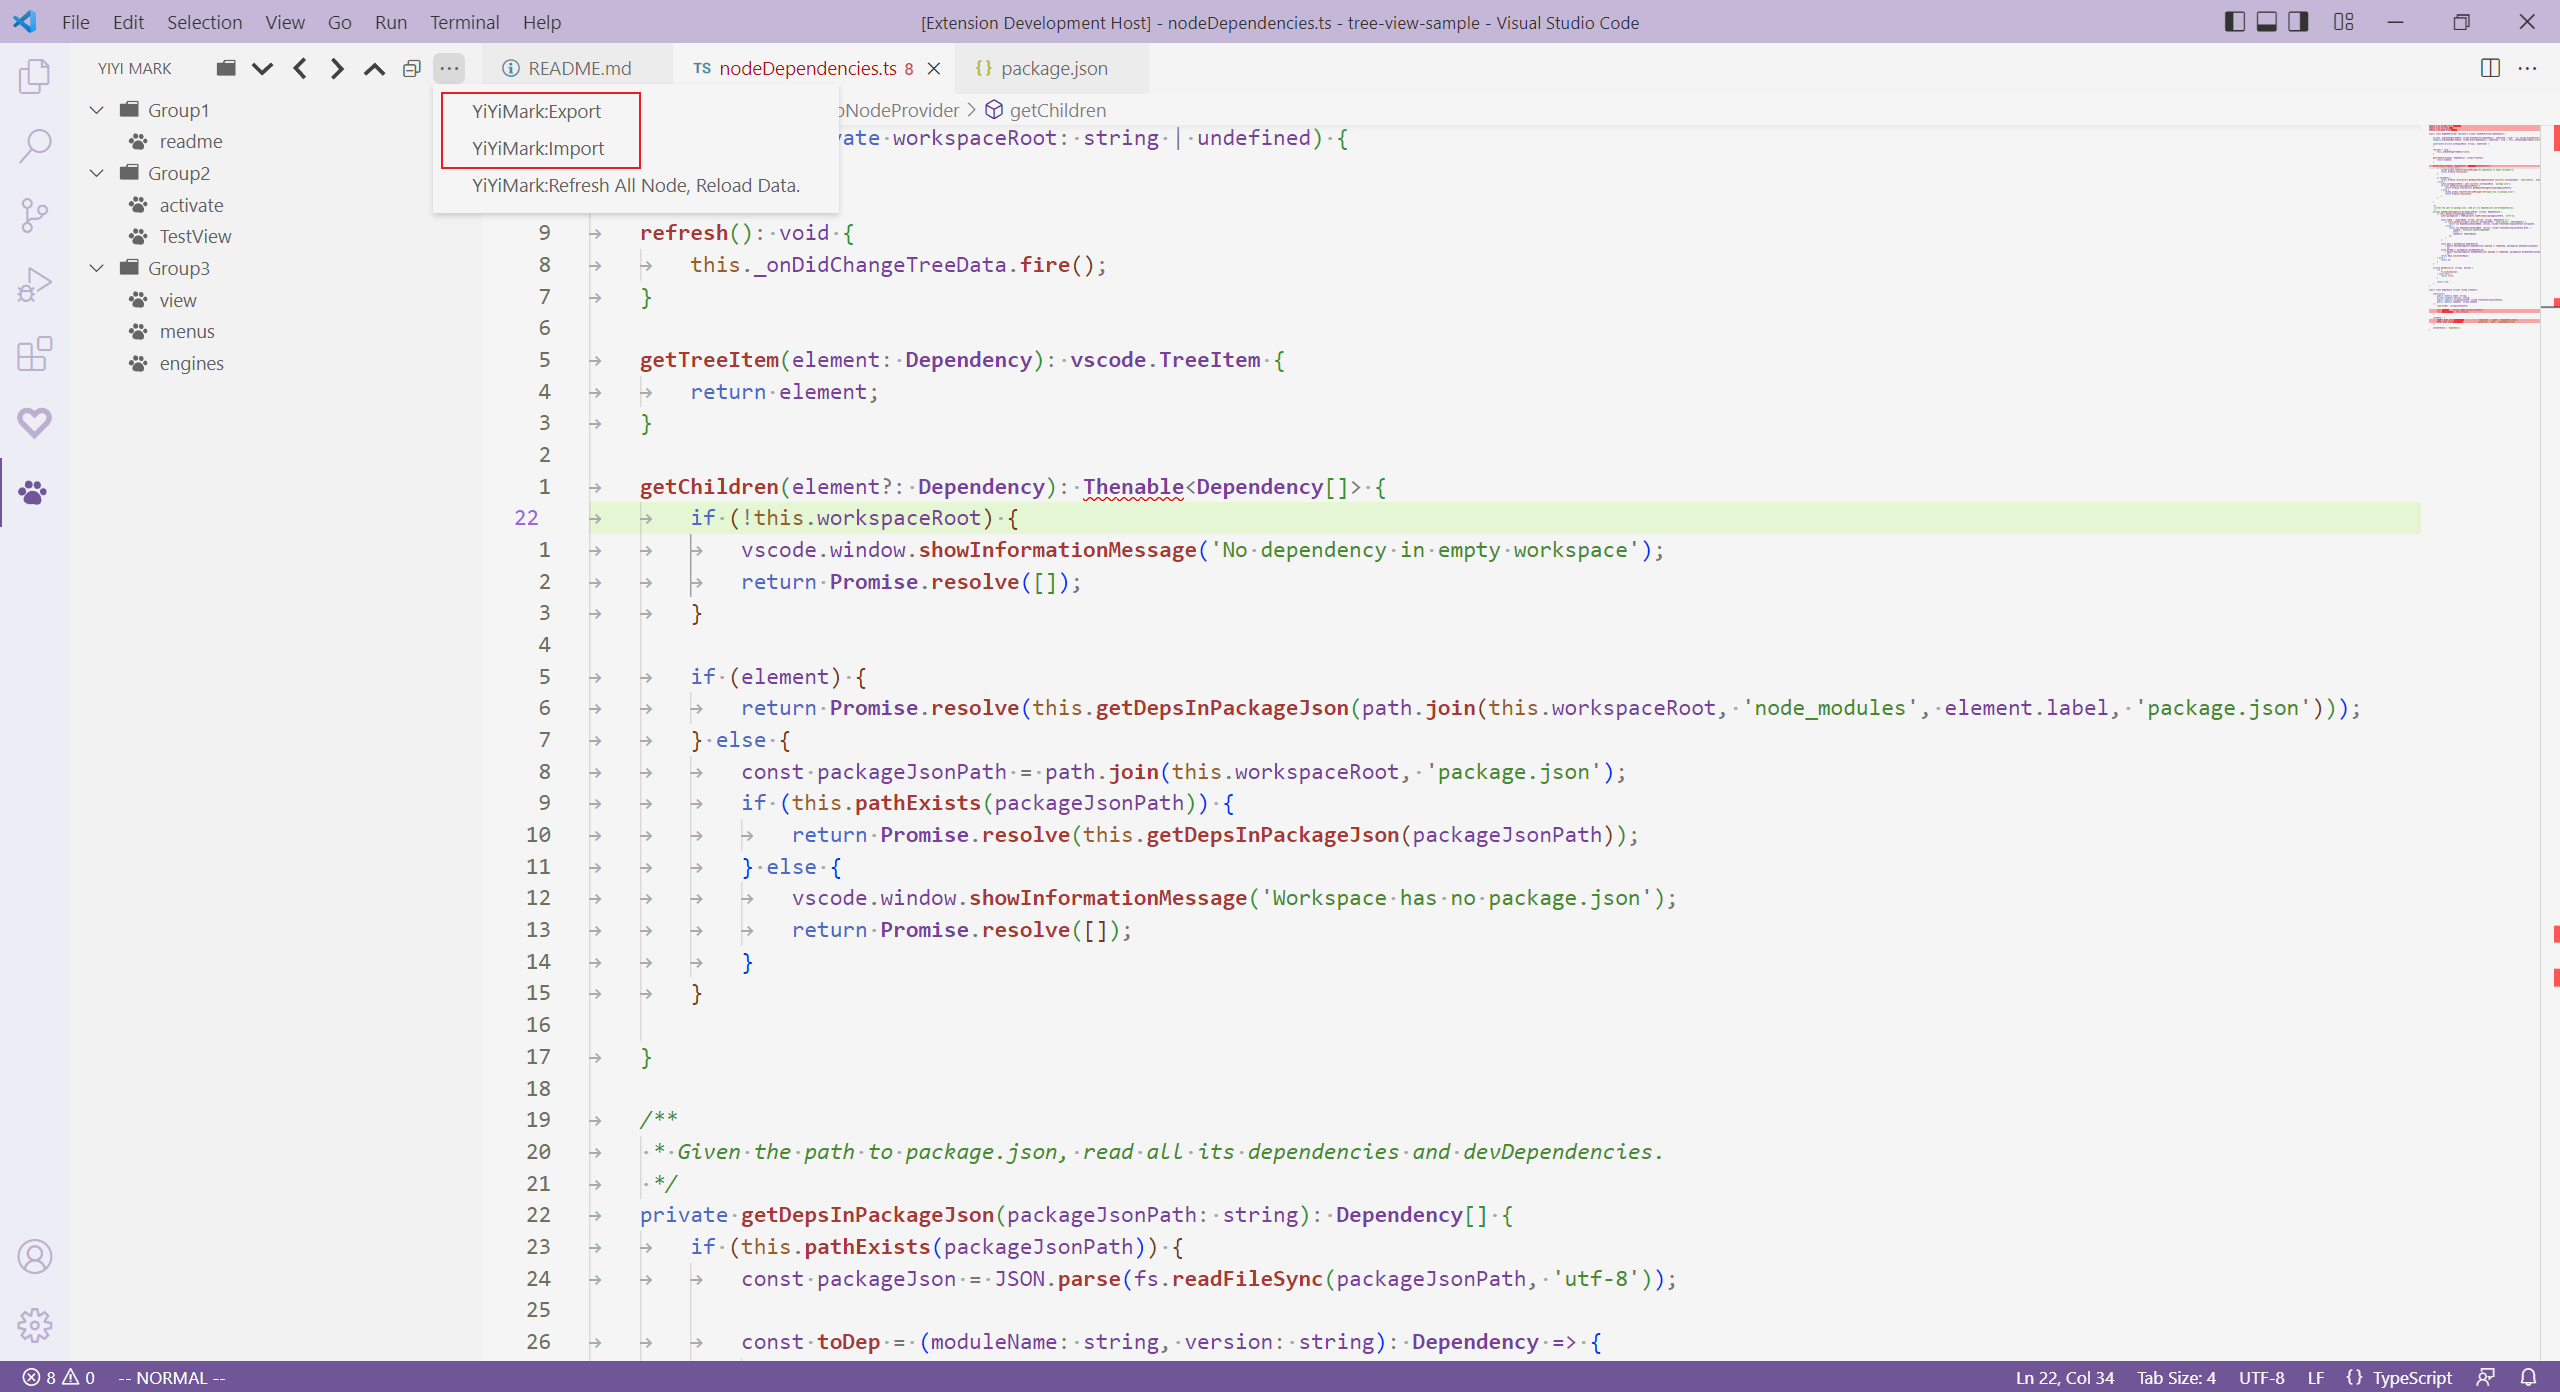 File Edit Selection View Go Run Terminal Help
[Extension Development Host] - nodeDependencies.ts - tree-view-sample - Visual Studio Code
YIYI MARK
README.md
TS nodeDependencies.ts 8
{} package.json
Group1
readme
Group2
activate
TestView
Group3
view
menus
engines
YiYiMark:Export
YiYiMark:Import
YiYiMark:Refresh All Node, Reload Data.
NodeProvider > getChildren
ate workspaceRoot: string | undefined) {
9 refresh(): void {
8 this._onDidChangeTreeData.fire();
7 }
6
5 getTreeItem(element: Dependency): vscode.TreeItem {
4 return element;
3 }
2
1 getChildren(element?: Dependency): Thenable<Dependency[]> {
22 if (!this.workspaceRoot) {
1 vscode.window.showInformationMessage('No dependency in empty workspace');
2 return Promise.resolve([]);
3 }
4
5 if (element) {
6 return Promise.resolve(this.getDepsInPackageJson(path.join(this.workspaceRoot, 'node_modules', element.label, 'package.json')));
7 } else {
8 const packageJsonPath = path.join(this.workspaceRoot, 'package.json');
9 if (this.pathExists(packageJsonPath)) {
10 return Promise.resolve(this.getDepsInPackageJson(packageJsonPath));
11 } else {
12 vscode.window.showInformationMessage('Workspace has no package.json');
13 return Promise.resolve([]);
14 }
15 }
16
17 }
18
19 /**
20 * Given the path to package.json, read all its dependencies and devDependencies.
21 */
22 private getDepsInPackageJson(packageJsonPath: string): Dependency[] {
23 if (this.pathExists(packageJsonPath)) {
24 const packageJson = JSON.parse(fs.readFileSync(packageJsonPath, 'utf-8'));
25
26 const toDep = (moduleName: string, version: string): Dependency => {
8 0 -- NORMAL --
Ln 22, Col 34 Tab Size: 4 UTF-8 LF {} TypeScript